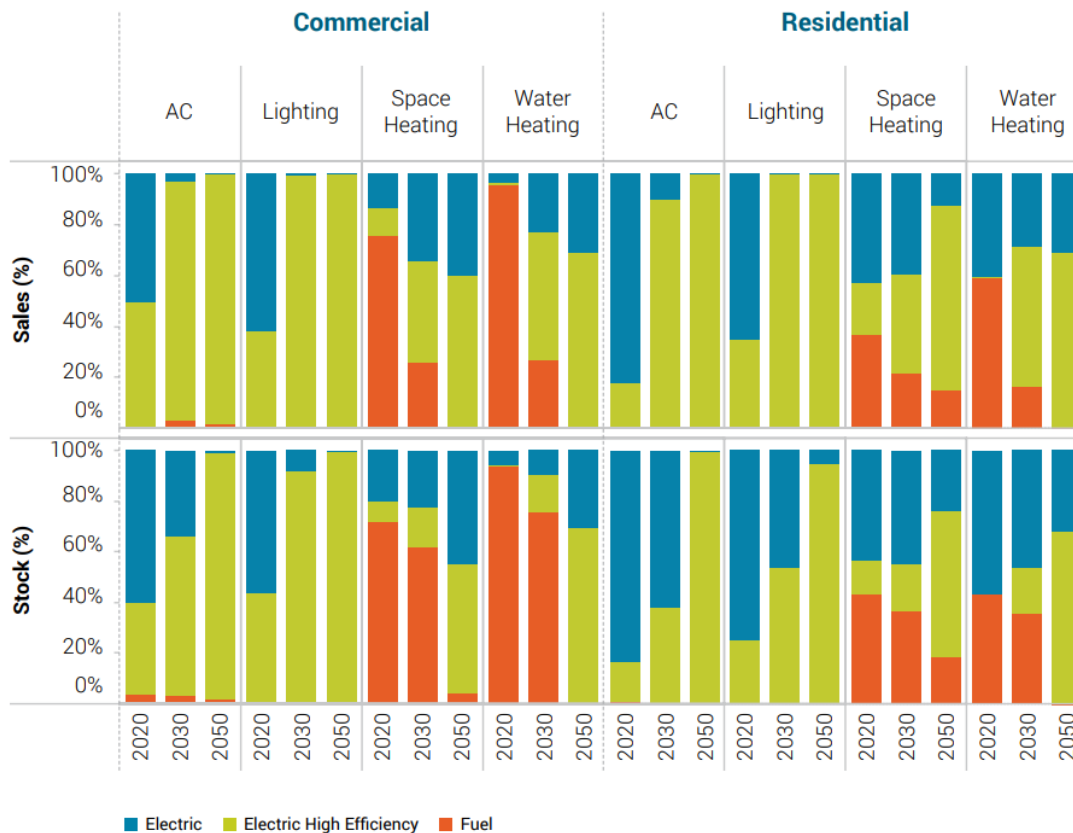 Commercial Residential
AC Lighting Space Heating Water Heating AC Lighting Space Heating Water Heating
Sales (%)
100%
80%
60%
40%
20%
0%
Stock (%)
100%
80%
60%
40%
20%
0%
2020 2030 2050 2020 2030 2050 2020 2030 2050 2020 2030 2050 2020 2030 2050 2020 2030 2050 2020 2030 2050 2020 2030 2050
Electric Electric High Efficiency Fuel